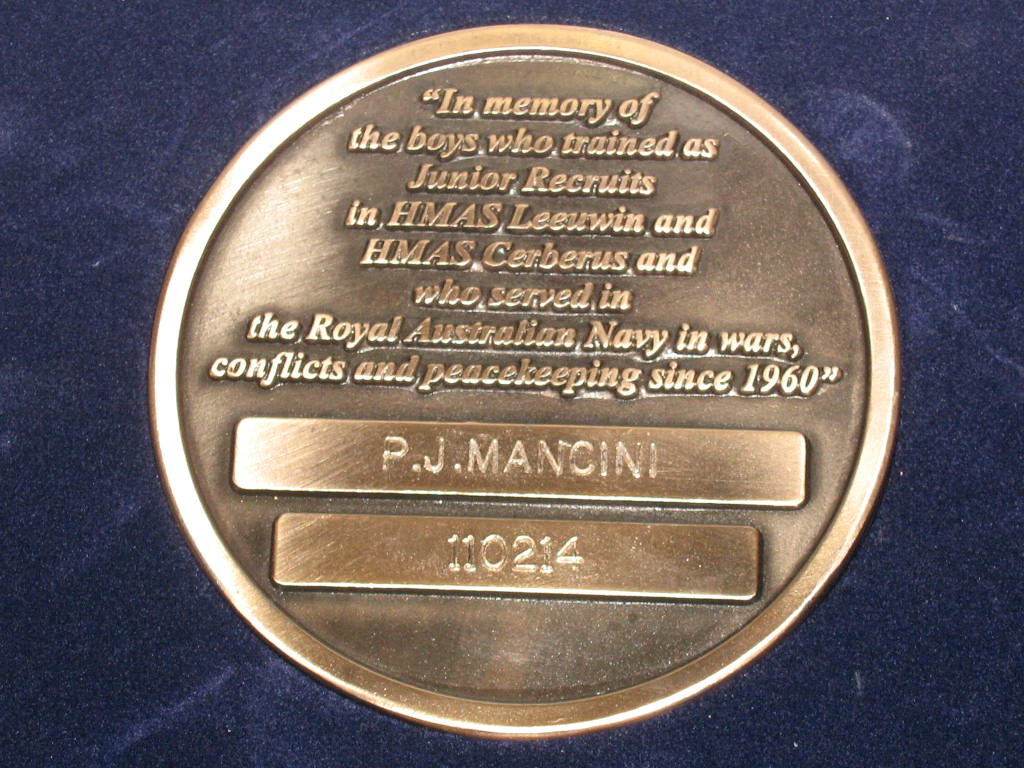 “In memory of
the boys who trained as
Junior Recruits
in HMAS Leeuwin and
HMAS Cerberus and
who served in
the Royal Australian Navy in wars,
conflicts and peacekeeping since 1960”
P.J.MANCINI
110214